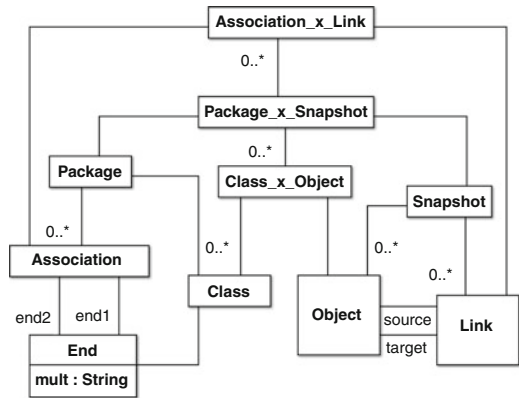 Association_x_Link
0..*
Package_x_Snapshot
0..*
Package
Class_x_Object
Snapshot
0..*
0..*
0..*
0..*
Association
Class
Object
Link
end2
end1
source
target
End
mult : String